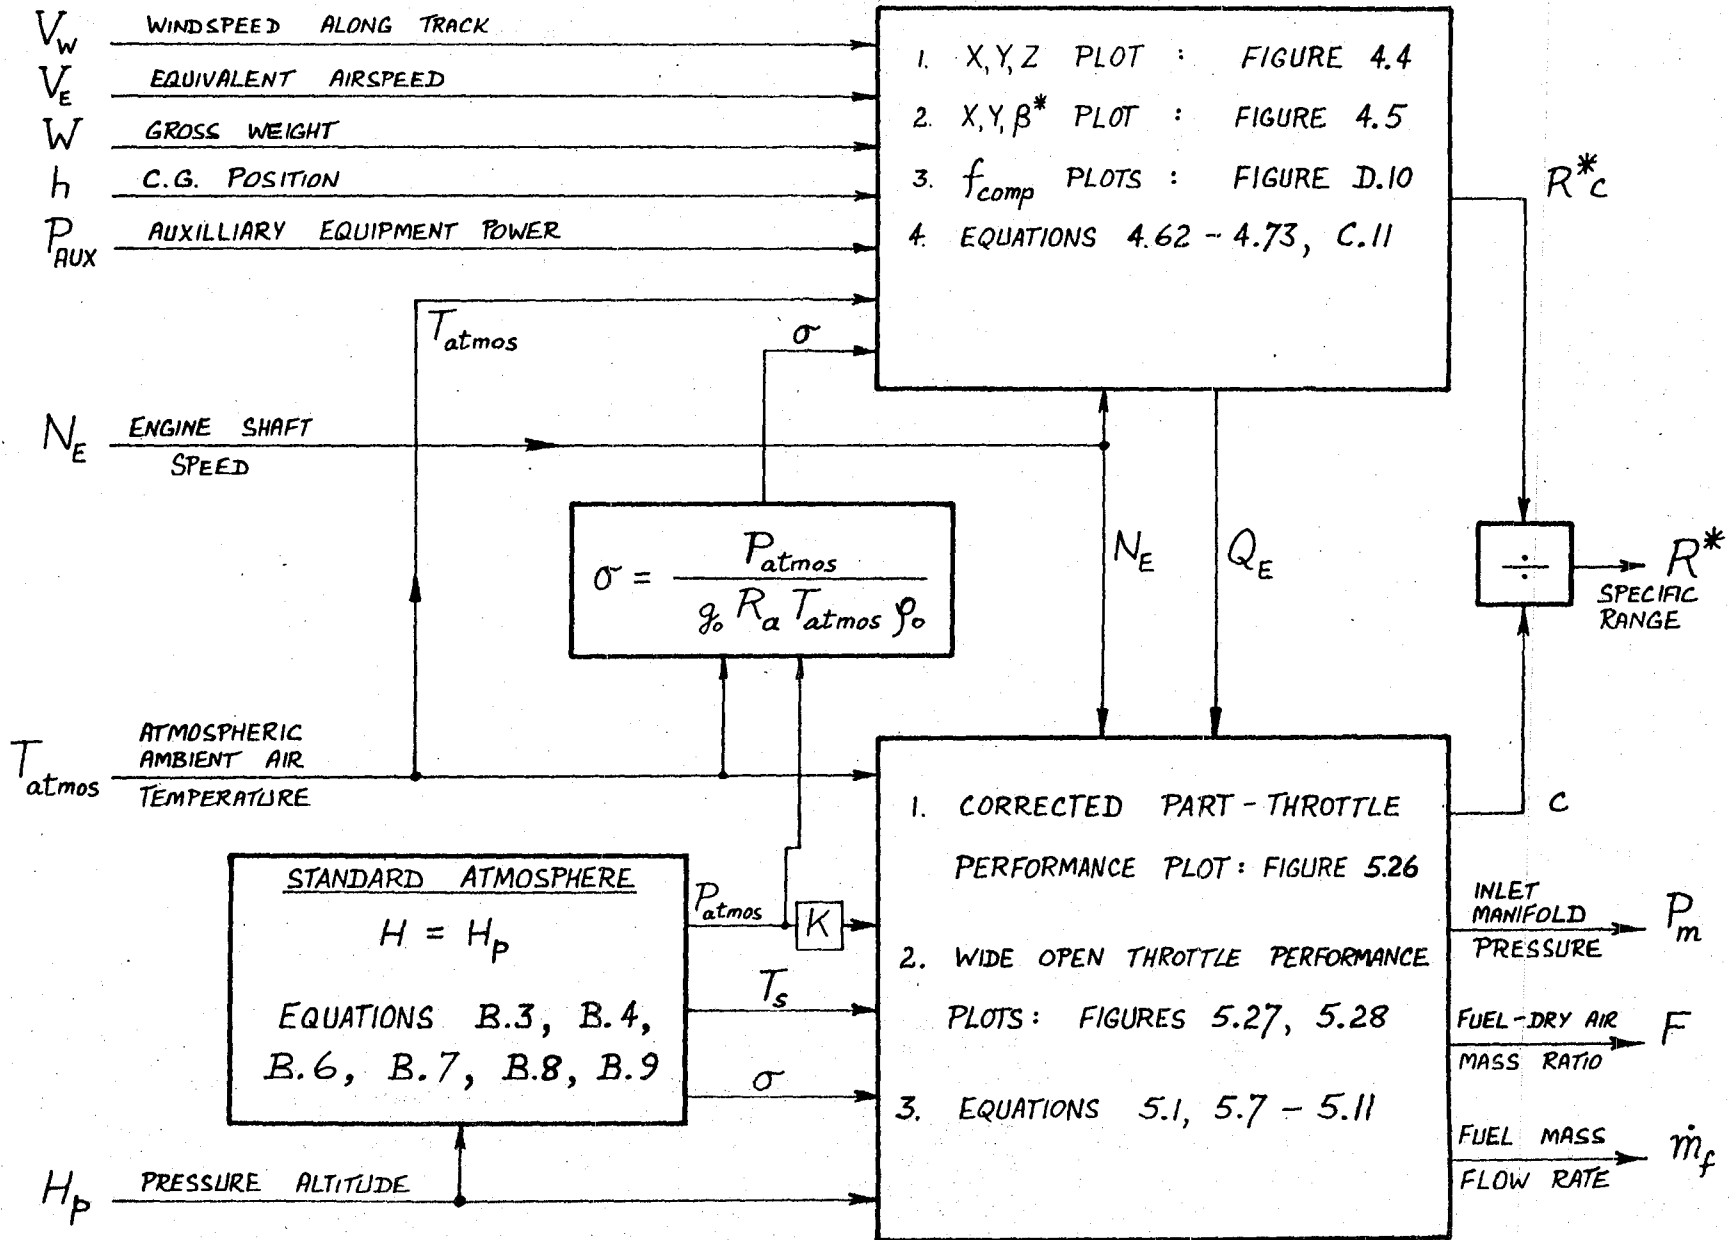 V_W WINDSPEED ALONG TRACK
V_E EQUIVALENT AIRSPEED
W GROSS WEIGHT
h C.G. POSITION
P_AUX AUXILLIARY EQUIPMENT POWER
T_atmos
σ
1. X,Y,Z PLOT : FIGURE 4.4
2. X,Y,β* PLOT : FIGURE 4.5
3. f_comp PLOTS : FIGURE D.10
4. EQUATIONS 4.62 - 4.73, C.11
R*c
N_E ENGINE SHAFT
SPEED
σ = P_atmos / g_o R_a T_atmos ρ_o
N_E
Q_E
÷
R*
SPECIFIC
RANGE
T_atmos
ATMOSPHERIC
AMBIENT AIR
TEMPERATURE
STANDARD ATMOSPHERE
H = H_p
EQUATIONS B.3, B.4,
B.6, B.7, B.8, B.9
P_atmos
K
T_s
σ
H_p PRESSURE ALTITUDE
1. CORRECTED PART-THROTTLE
PERFORMANCE PLOT: FIGURE 5.26
2. WIDE OPEN THROTTLE PERFORMANCE
PLOTS: FIGURES 5.27, 5.28
3. EQUATIONS 5.1, 5.7 - 5.11
c
INLET
MANIFOLD
PRESSURE
P_m
FUEL-DRY AIR
MASS RATIO
F
FUEL MASS
FLOW RATE
ṁ_f